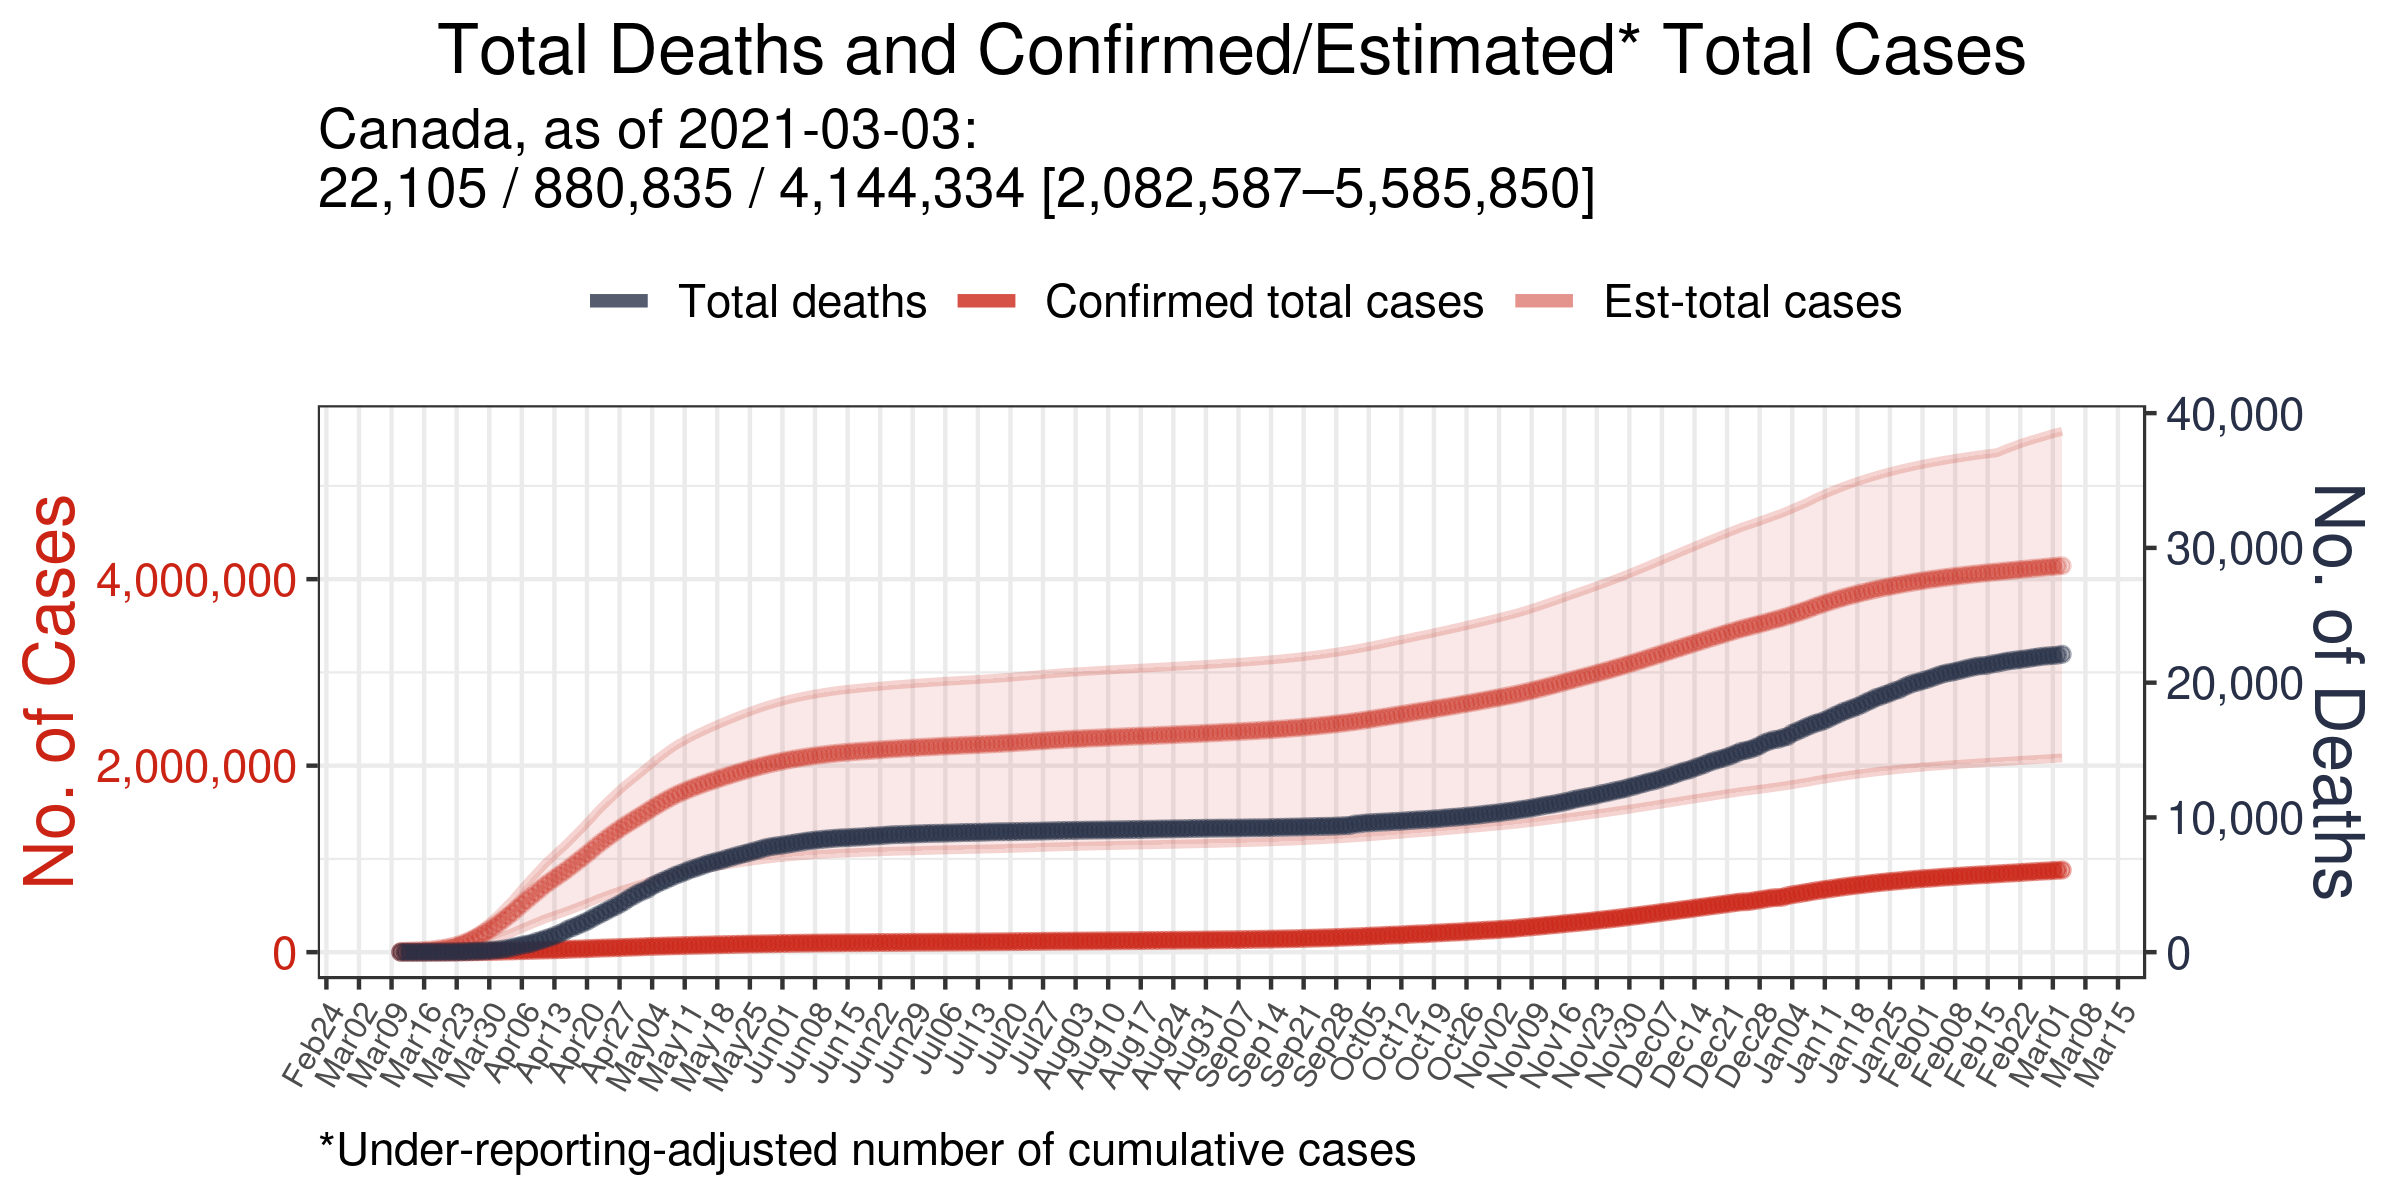 Total Deaths and Confirmed/Estimated* Total Cases
Canada, as of 2021-03-03:
22,105 / 880,835 / 4,144,334 [2,082,587–5,585,850]
Total deaths
Confirmed total cases
Est-total cases
No. of Cases
4,000,000
2,000,000
0
40,000
30,000
20,000
10,000
0
No. of Deaths
Feb24
Mar02
Mar09
Mar16
Mar23
Mar30
Apr06
Apr13
Apr20
Apr27
May04
May11
May18
May25
Jun01
Jun08
Jun15
Jun22
Jun29
Jul06
Jul13
Jul20
Jul27
Aug03
Aug10
Aug17
Aug24
Aug31
Sep07
Sep14
Sep21
Sep28
Oct05
Oct12
Oct19
Oct26
Nov02
Nov09
Nov16
Nov23
Nov30
Dec07
Dec14
Dec21
Dec28
Jan04
Jan11
Jan18
Jan25
Feb01
Feb08
Feb15
Feb22
Mar01
Mar08
Mar15
*Under-reporting-adjusted number of cumulative cases